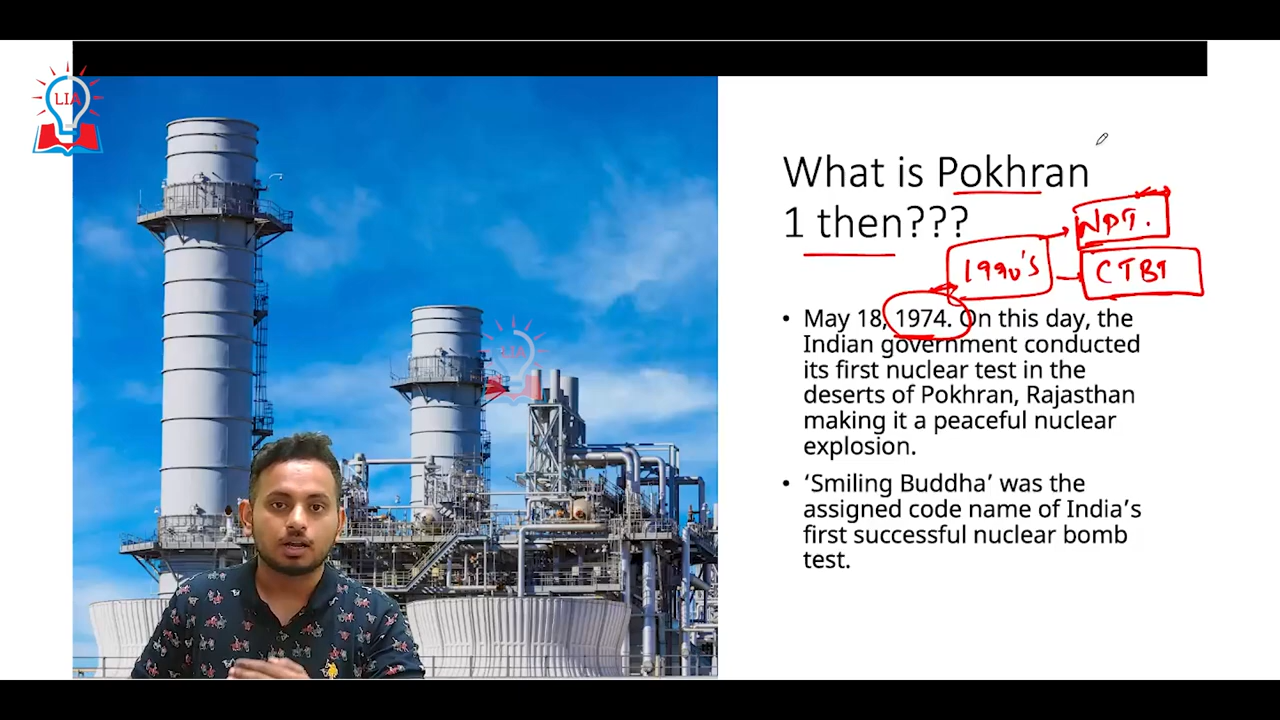 LIA
What is Pokhran
1 then???
NPT.
1990's
CTBT
• May 18, 1974. On this day, the
Indian government conducted
its first nuclear test in the
deserts of Pokhran, Rajasthan
making it a peaceful nuclear
explosion.
• ‘Smiling Buddha’ was the
assigned code name of India’s
first successful nuclear bomb
test.
LIA